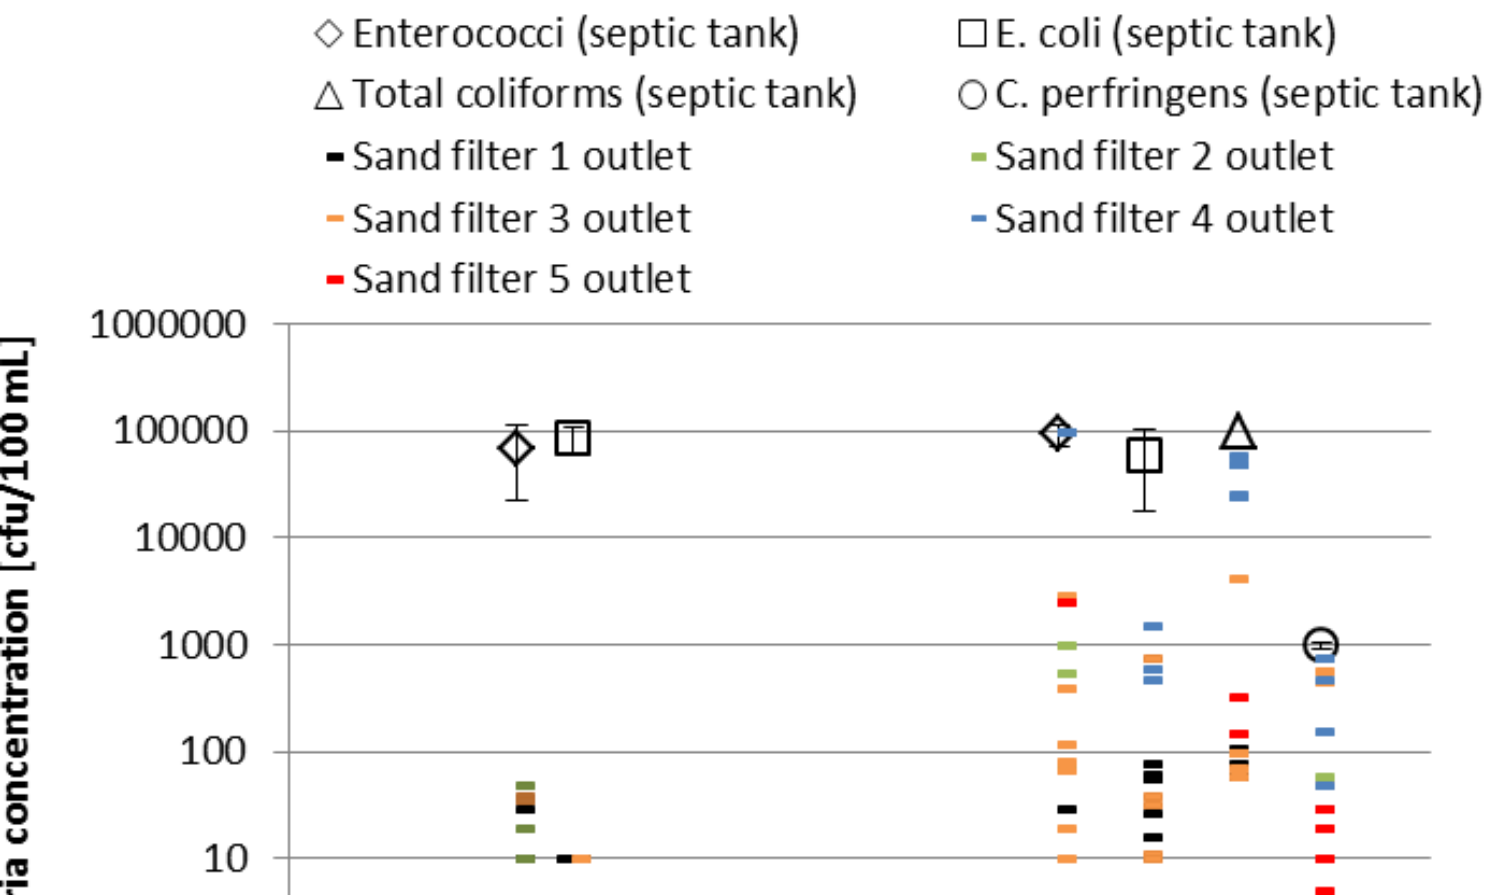 Enterococci (septic tank) E. coli (septic tank)
Total coliforms (septic tank) C. perfringens (septic tank)
Sand filter 1 outlet Sand filter 2 outlet
Sand filter 3 outlet Sand filter 4 outlet
Sand filter 5 outlet
1000000
100000
10000
1000
100
10
concentration [cfu/100 mL]